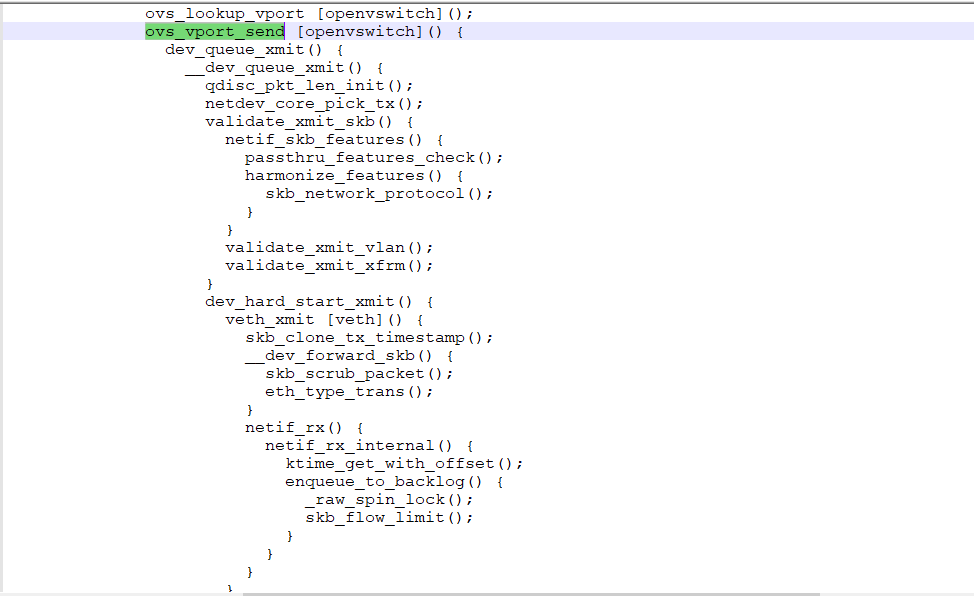 ovs_lookup_vport [openvswitch]();
ovs_vport_send [openvswitch]() {
dev_queue_xmit() {
__dev_queue_xmit() {
qdisc_pkt_len_init();
netdev_core_pick_tx();
validate_xmit_skb() {
netif_skb_features() {
passthru_features_check();
harmonize_features() {
skb_network_protocol();
}
}
validate_xmit_vlan();
validate_xmit_xfrm();
}
dev_hard_start_xmit() {
veth_xmit [veth]() {
skb_clone_tx_timestamp();
__dev_forward_skb() {
skb_scrub_packet();
eth_type_trans();
}
netif_rx() {
netif_rx_internal() {
ktime_get_with_offset();
enqueue_to_backlog() {
_raw_spin_lock();
skb_flow_limit();
}
}
}
}